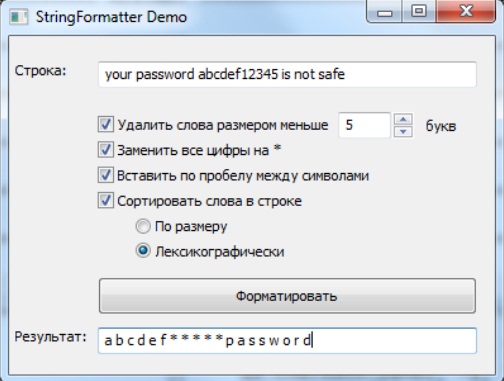 StringFormatter Demo
Строка: your password abcdef12345 is not safe
Удалить слова размером меньше 5 букв
Заменить все цифры на *
Вставить по пробелу между символами
Сортировать слова в строке
По размеру
Лексикографически
Форматировать
Результат: a b c d e f * * * * * p a s s w o r d